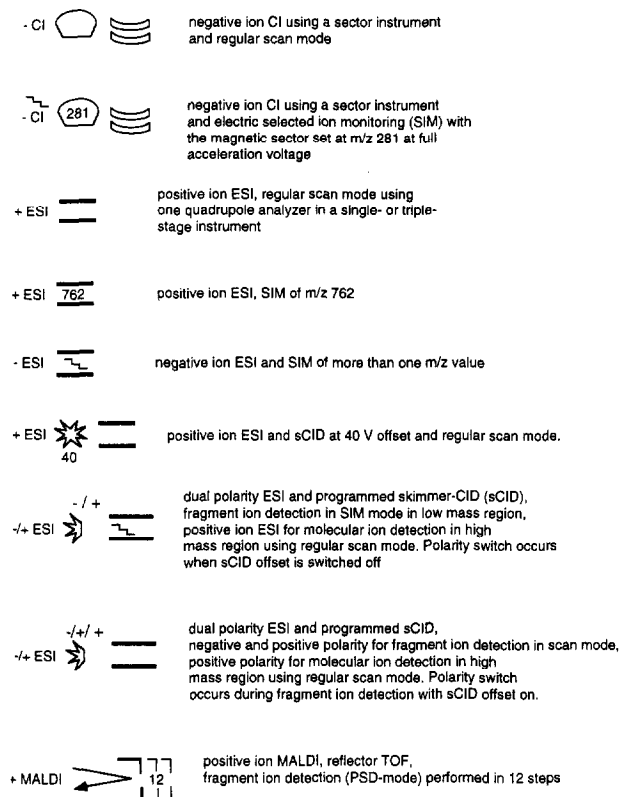 - CI
negative ion CI using a sector instrument
and regular scan mode
- CI 281
negative ion CI using a sector instrument
and electric selected ion monitoring (SIM) with
the magnetic sector set at m/z 281 at full
acceleration voltage
+ ESI
positive ion ESI, regular scan mode using
one quadrupole analyzer in a single- or triple-
stage instrument
+ ESI 762
positive ion ESI, SIM of m/z 762
- ESI
negative ion ESI and SIM of more than one m/z value
+ ESI
40
positive ion ESI and sCID at 40 V offset and regular scan mode.
- / +
-/+ ESI
dual polarity ESI and programmed skimmer-CID (sCID),
fragment ion detection in SIM mode in low mass region,
positive ion ESI for molecular ion detection in high
mass region using regular scan mode. Polarity switch occurs
when sCID offset is switched off
-/+/ +
-/+ ESI
dual polarity ESI and programmed sCID,
negative and positive polarity for fragment ion detection in scan mode,
positive polarity for molecular ion detection in high
mass region using regular scan mode. Polarity switch
occurs during fragment ion detection with sCID offset on.
+ MALDI 12
positive ion MALDI, reflector TOF,
fragment ion detection (PSD-mode) performed in 12 steps